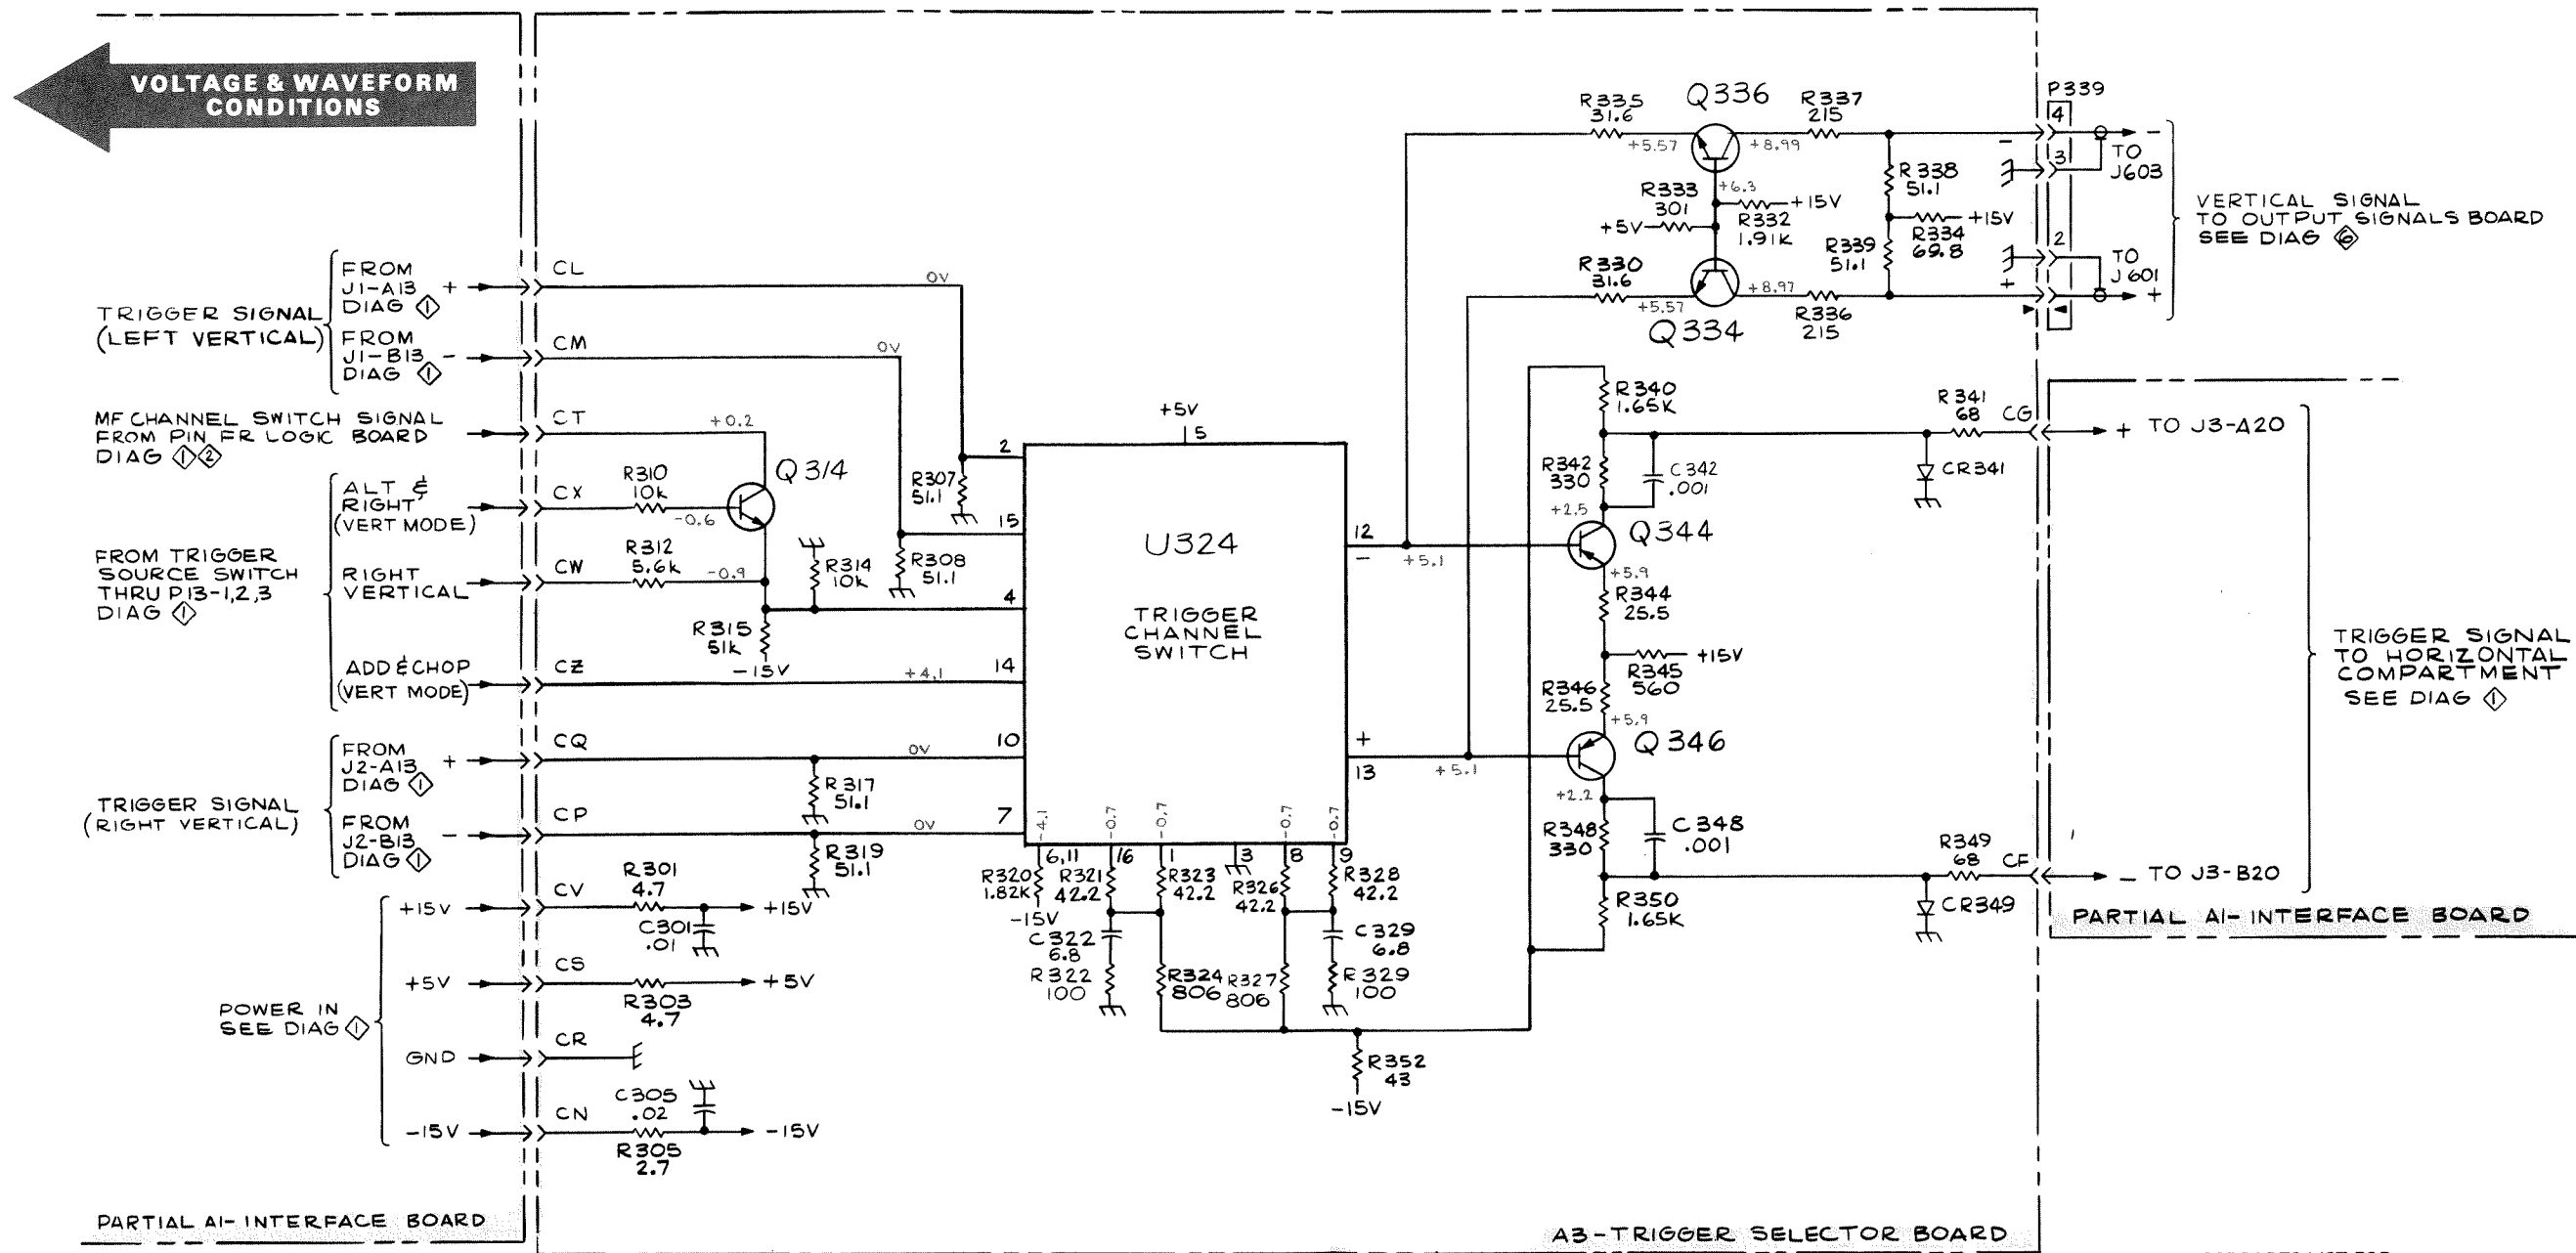 VOLTAGE & WAVEFORM
CONDITIONS
TRIGGER SIGNAL
(LEFT VERTICAL)
FROM
J1-A13
DIAG 1
+
CL
0V
FROM
J1-B13
DIAG 1
-
CM
0V
MF CHANNEL SWITCH SIGNAL
FROM PIN FR LOGIC BOARD
DIAG 1 2
CT
+0.2
FROM TRIGGER
SOURCE SWITCH
THRU P13-1,2,3
DIAG 1
ALT &
RIGHT
(VERT MODE)
CX
R310
10K
-0.6
Q314
RIGHT
VERTICAL
CW
R312
5.6K
-0.9
R314
10K
R315
51K
-15V
ADD & CHOP
(VERT MODE)
CZ
+4.1
R307
51.1
R308
51.1
TRIGGER SIGNAL
(RIGHT VERTICAL)
FROM
J2-A13
DIAG 1
+
CQ
0V
R317
51.1
FROM
J2-B13
DIAG 1
-
CP
0V
R319
51.1
POWER IN
SEE DIAG 1
+15V
CV
R301
4.7
C301
.01
+15V
+5V
CS
R303
4.7
+5V
GND
CR
-15V
CN
C305
.02
R305
2.7
-15V
PARTIAL A1-INTERFACE BOARD
+5V
5
2
15
4
14
10
7
U324
TRIGGER
CHANNEL
SWITCH
12
-
+5.1
+
13
+5.1
-4.1
-0.7
-0.7
-0.7
-0.7
6,11
16
1
3
8
9
R320
1.82K
-15V
R321
42.2
R323
42.2
R326
42.2
R328
42.2
C322
6.8
R322
100
R324
806
R327
806
C329
6.8
R329
100
R352
43
-15V
R335
31.6
+5.57
Q336
+8.99
R337
215
R333
301
+5V
+6.3
+15V
R332
1.91K
R338
51.1
+15V
R334
69.8
R339
51.1
R330
31.6
+5.57
Q334
+8.97
R336
215
P339
4
-
3
2
+
-
TO
J603
TO
J601
+
VERTICAL SIGNAL
TO OUTPUT SIGNALS BOARD
SEE DIAG 6
R340
1.65K
R342
330
C342
.001
+2.5
Q344
+5.9
R344
25.5
+15V
R345
560
R346
25.5
+5.9
Q346
+2.2
R348
330
C348
.001
R350
1.65K
R341
68
CG
CR341
+ TO J3-A20
R349
68
CF
CR349
- TO J3-B20
TRIGGER SIGNAL
TO HORIZONTAL
COMPARTMENT
SEE DIAG 1
PARTIAL A1-INTERFACE BOARD
A3-TRIGGER SELECTOR BOARD